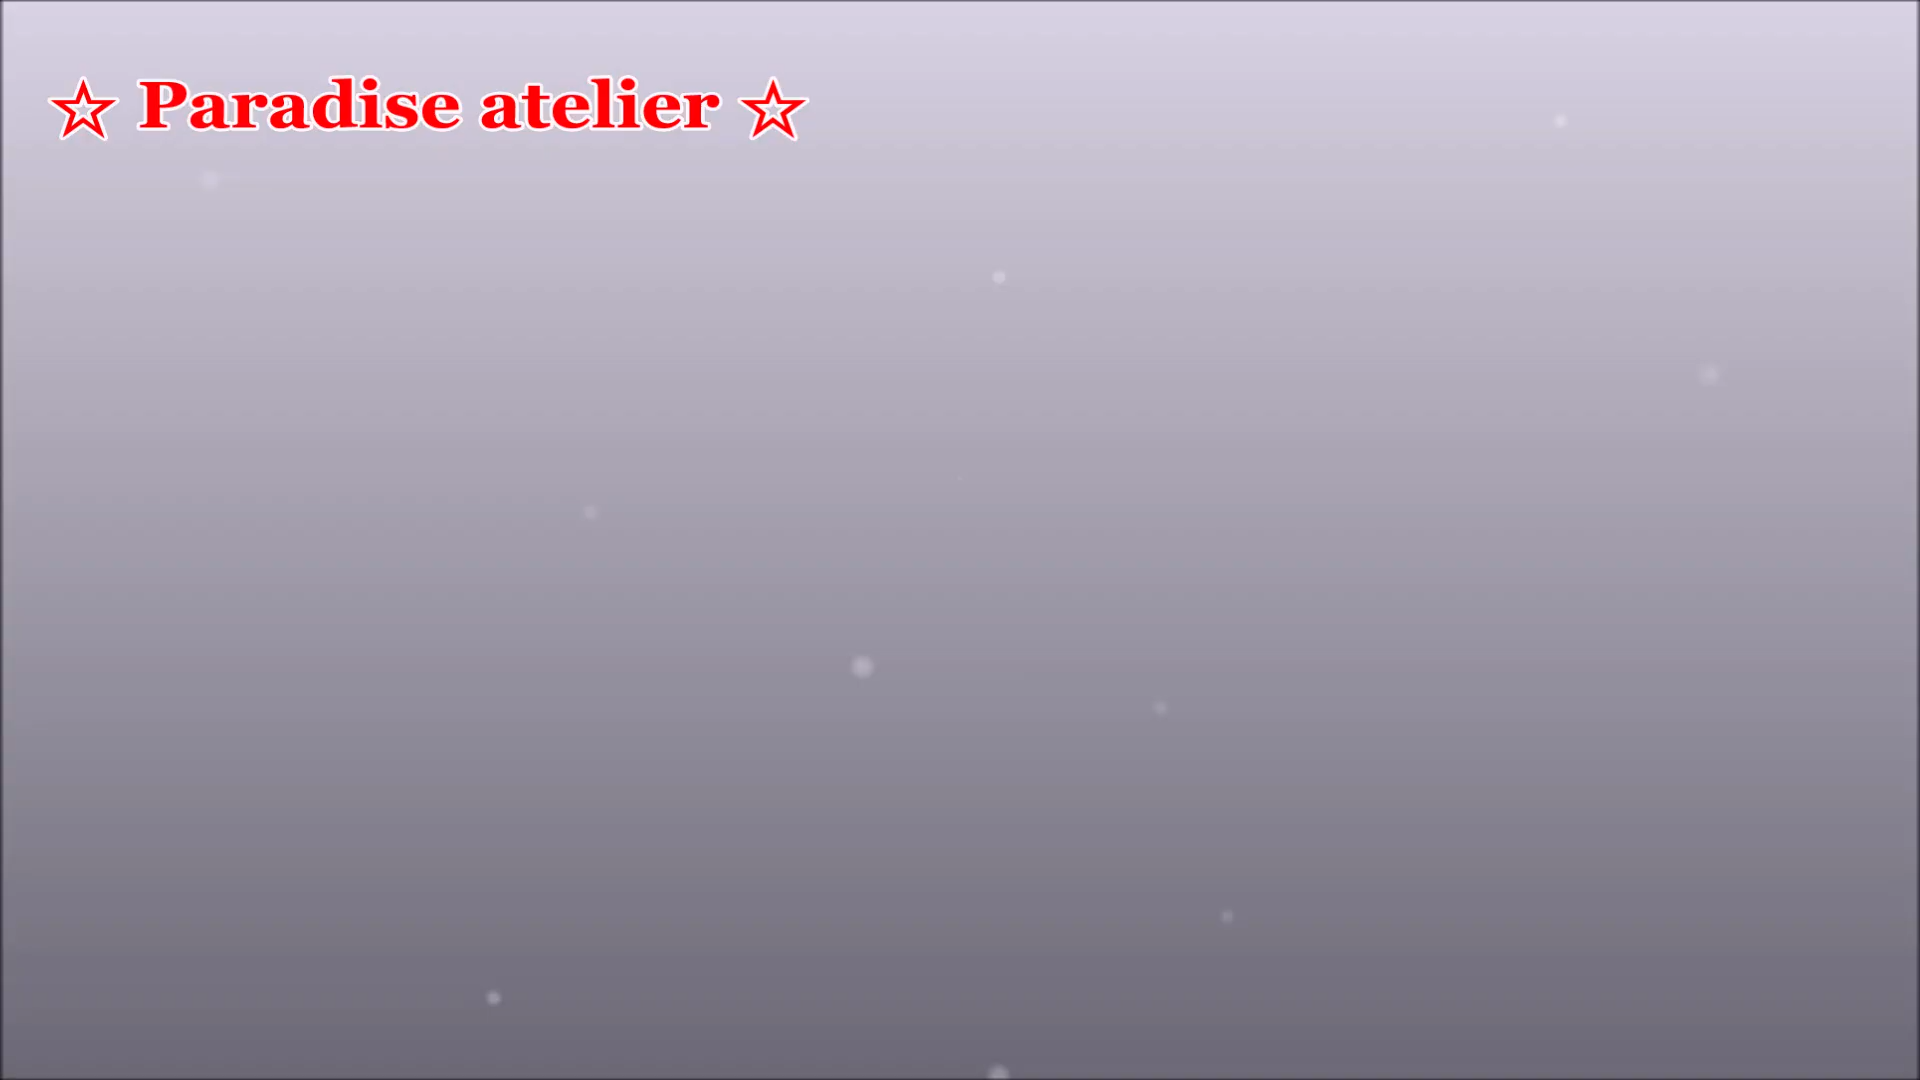 ☆ Paradise atelier ☆